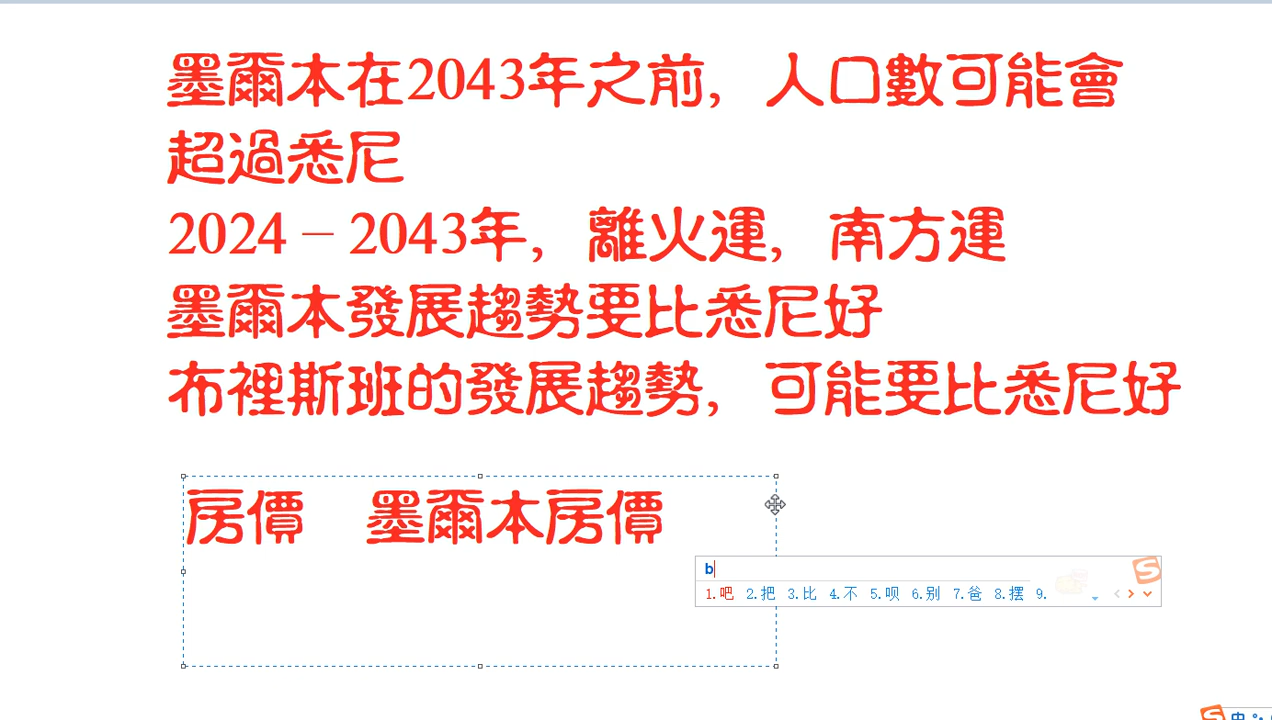 墨爾本在2043年之前，人口數可能會
超過悉尼
2024－2043年，離火運，南方運
墨爾本發展趨勢要比悉尼好
布裡斯班的發展趨勢，可能要比悉尼好
房價　墨爾本房價
b
1.吧 2.把 3.比 4.不 5.呗 6.别 7.爸 8.摆 9.